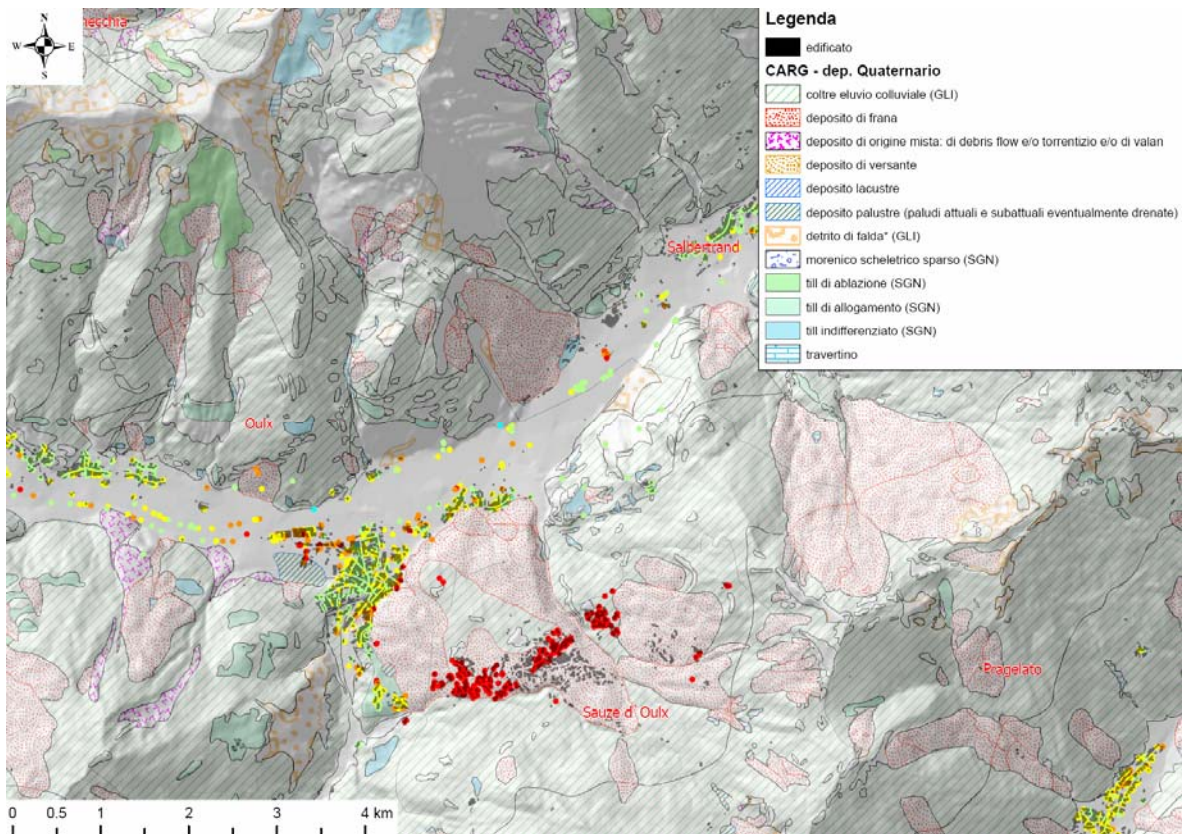 N
W E
S
necchia
Legenda
edificato
CARG - dep. Quaternario
coltre eluvio colluviale (GLI)
deposito di frana
deposito di origine mista: di debris flow e/o torrentizio e/o di valan
deposito di versante
deposito lacustre
deposito palustre (paludi attuali e subattuali eventualmente drenate)
detrito di falda* (GLI)
morenico scheletrico sparso (SGN)
till di ablazione (SGN)
till di allogamento (SGN)
till indifferenziato (SGN)
travertino
Salbertrand
Oulx
Pragelato
Sauze d´Oulx
0 0.5 1 2 3 4 km